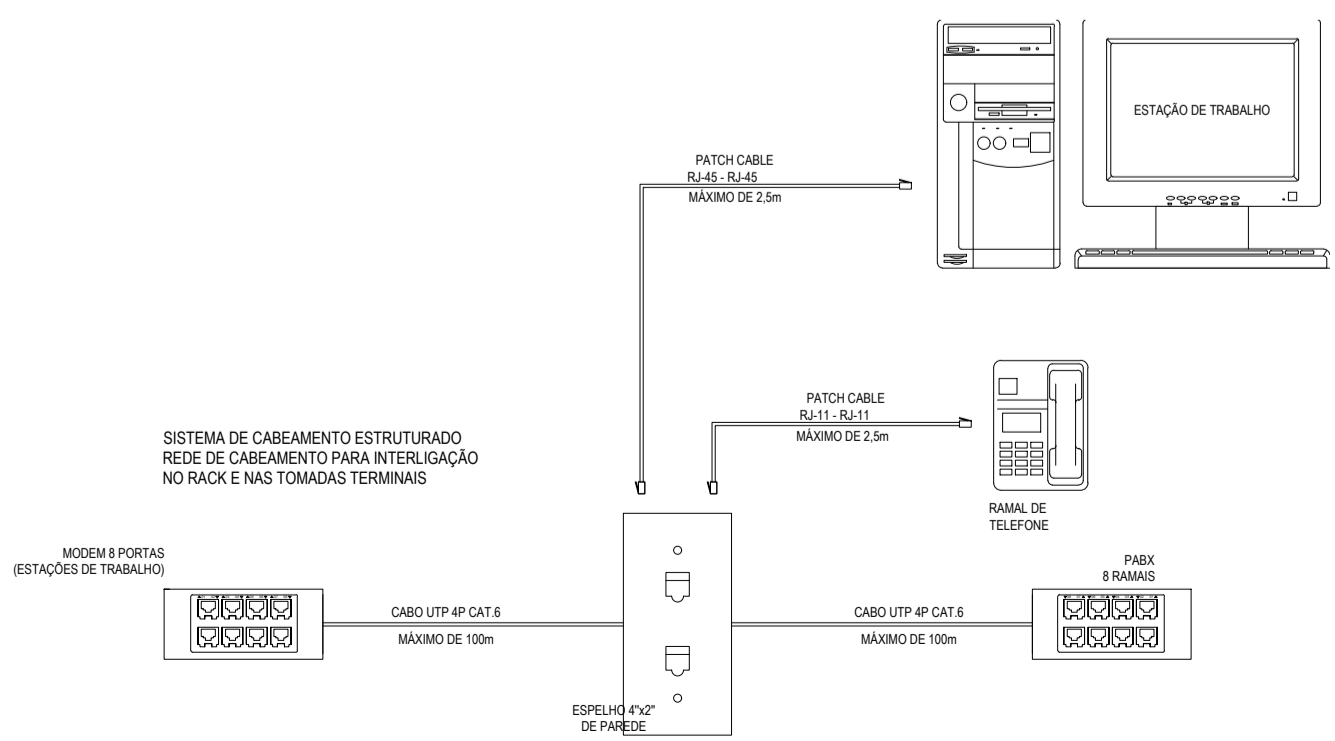 ESTAÇÃO DE TRABALHO
PATCH CABLE
RJ-45 - RJ-45
MÁXIMO DE 2,5m
PATCH CABLE
RJ-11 - RJ-11
MÁXIMO DE 2,5m
SISTEMA DE CABEAMENTO ESTRUTURADO
REDE DE CABEAMENTO PARA INTERLIGAÇÃO
NO RACK E NAS TOMADAS TERMINAIS
RAMAL DE
TELEFONE
MODEM 8 PORTAS
(ESTAÇÕES DE TRABALHO)
CABO UTP 4P CAT.6
MÁXIMO DE 100m
CABO UTP 4P CAT.6
MÁXIMO DE 100m
PABX
8 RAMAIS
ESPELHO 4"x2"
DE PAREDE